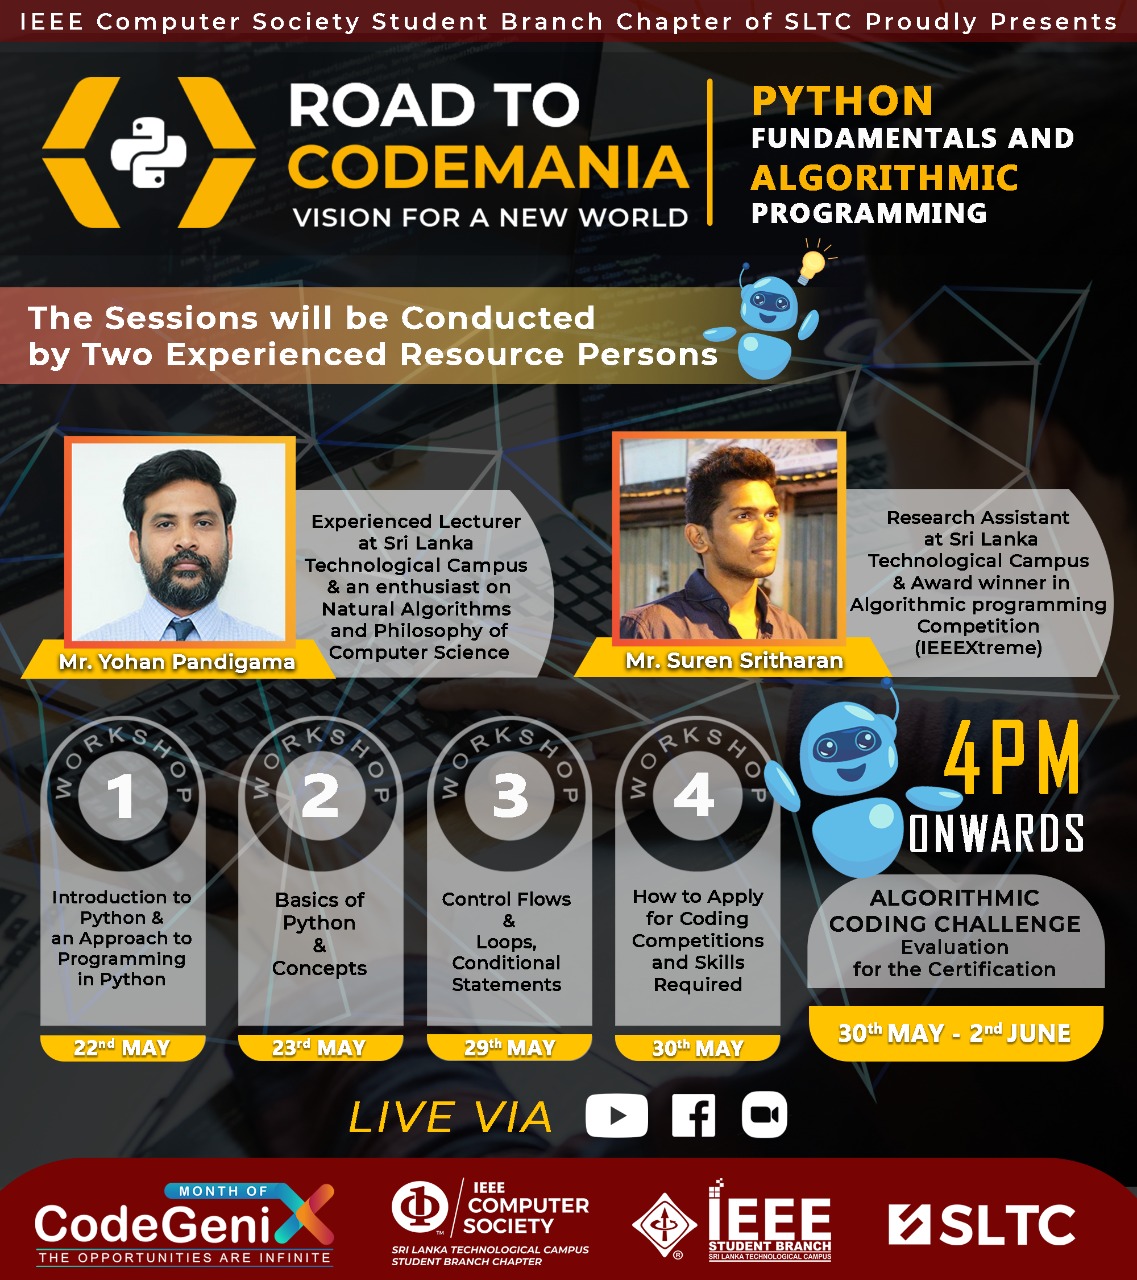 IEEE Computer Society Student Branch Chapter of SLTC Proudly Presents
ROAD TO
CODEMANIA
VISION FOR A NEW WORLD
PYTHON
FUNDAMENTALS AND
ALGORITHMIC
PROGRAMMING
The Sessions will be Conducted
by Two Experienced Resource Persons
Experienced Lecturer
at Sri Lanka
Technological Campus
& an enthusiast on
Natural Algorithms
and Philosophy of
Computer Science
Mr. Yohan Pandigama
Research Assistant
at Sri Lanka
Technological Campus
& Award winner in
Algorithmic programming
Competition
(IEEEXtreme)
Mr. Suren Sritharan
WORKSHOP
1
Introduction to
Python &
an Approach to
Programming
in Python
22nd MAY
WORKSHOP
2
Basics of
Python
&
Concepts
23rd MAY
WORKSHOP
3
Control Flows
&
Loops,
Conditional
Statements
29th MAY
WORKSHOP
4
How to Apply
for Coding
Competitions
and Skills
Required
30th MAY
4PM
ONWARDS
ALGORITHMIC
CODING CHALLENGE
Evaluation
for the Certification
30th MAY - 2nd JUNE
LIVE VIA
MONTH OF
CodeGeniX
THE OPPORTUNITIES ARE INFINITE
IEEE
COMPUTER
SOCIETY
TM
SRI LANKA TECHNOLOGICAL CAMPUS
STUDENT BRANCH CHAPTER
®
IEEE
STUDENT BRANCH
SRI LANKA TECHNOLOGICAL CAMPUS
SLTC